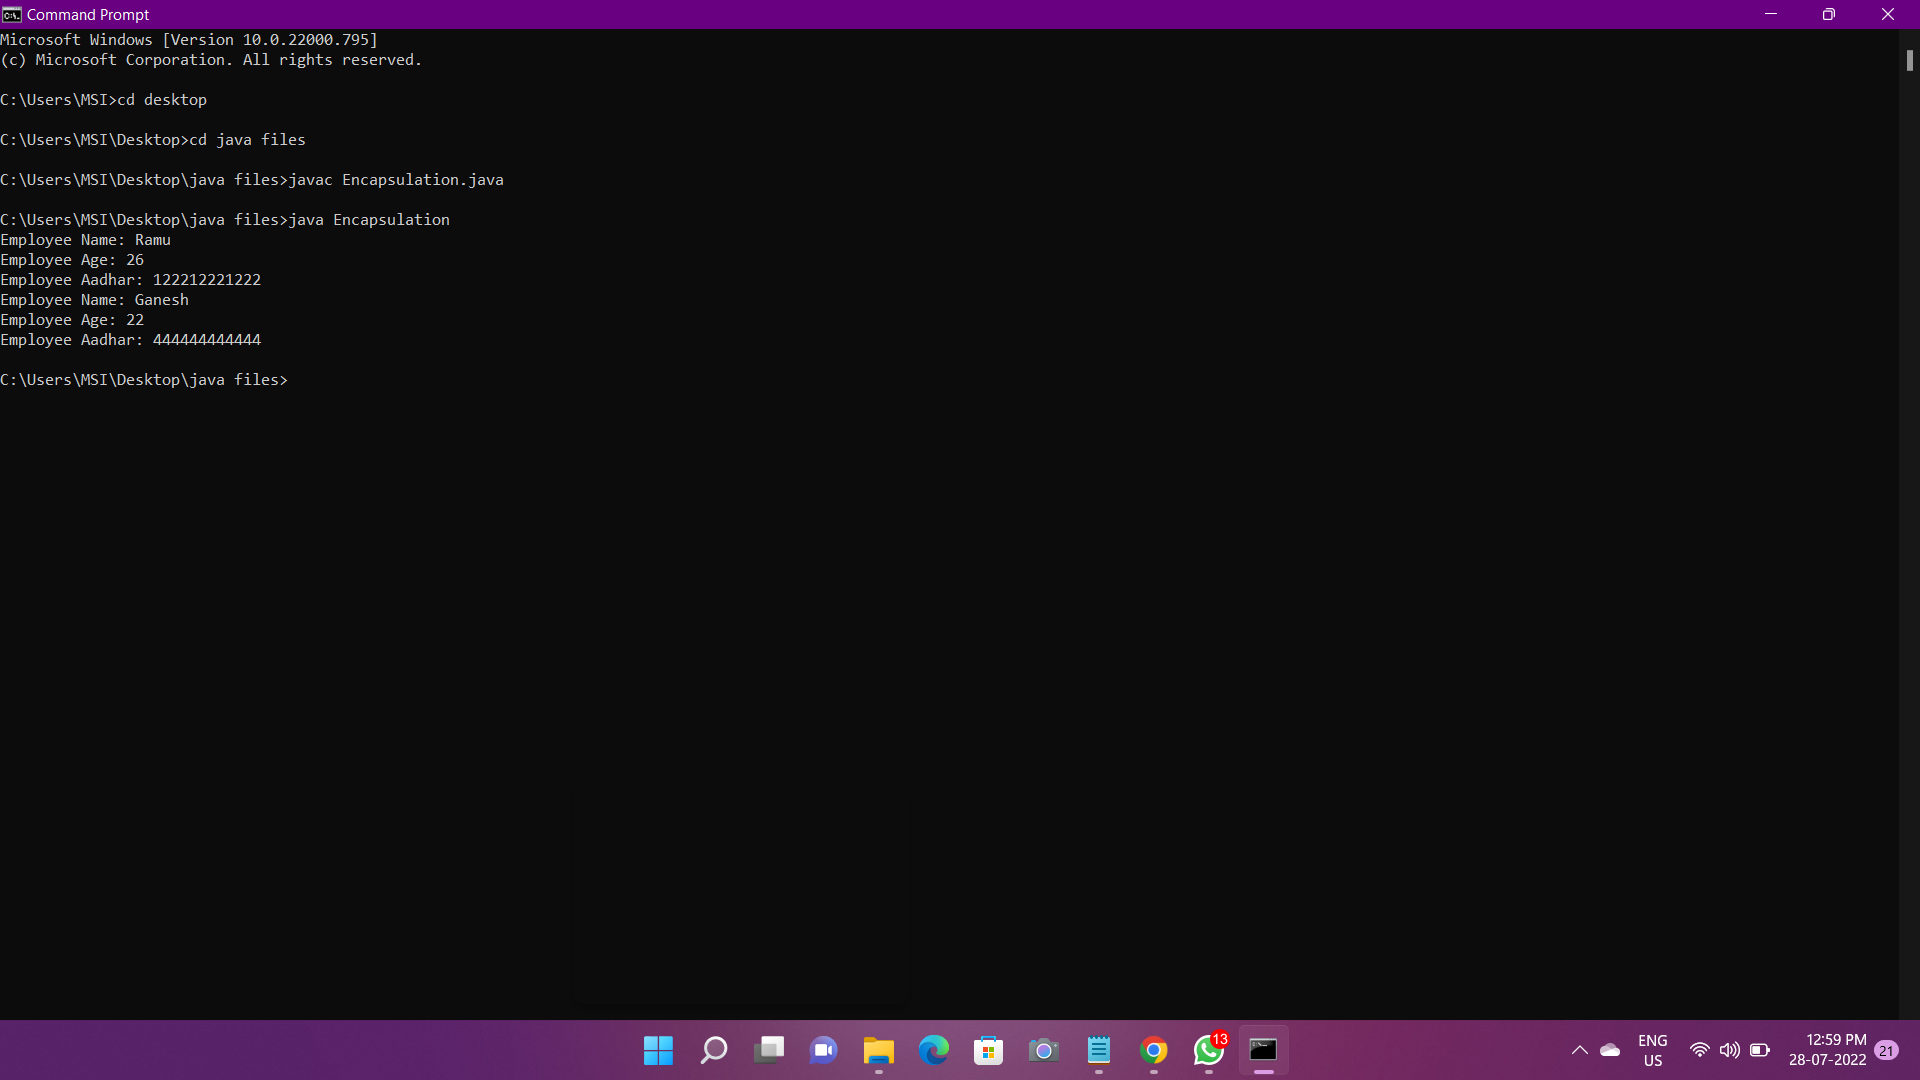 Command Prompt
Microsoft Windows [Version 10.0.22000.795]
(c) Microsoft Corporation. All rights reserved.
C:\Users\MSI>cd desktop
C:\Users\MSI\Desktop>cd java files
C:\Users\MSI\Desktop\java files>javac Encapsulation.java
C:\Users\MSI\Desktop\java files>java Encapsulation
Employee Name: Ramu
Employee Age: 26
Employee Aadhar: 122212221222
Employee Name: Ganesh
Employee Age: 22
Employee Aadhar: 444444444444
C:\Users\MSI\Desktop\java files>
13
ENG
US
12:59 PM
28-07-2022
21